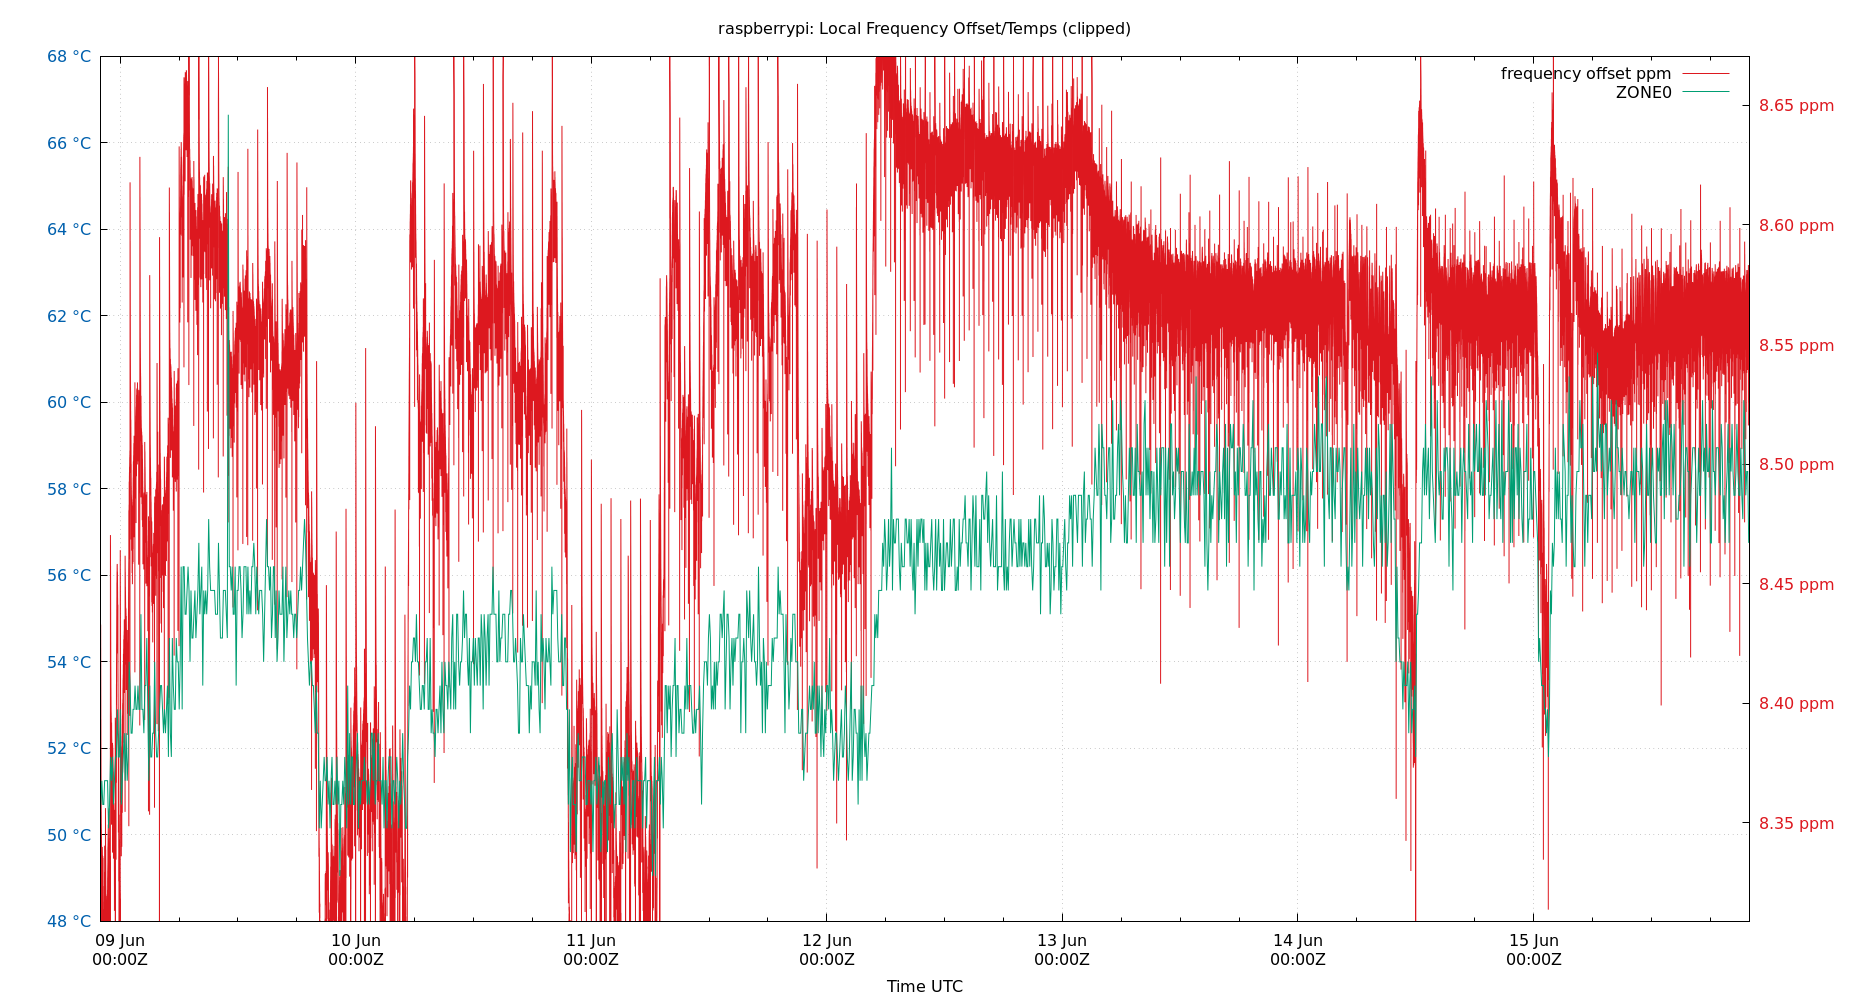 raspberrypi: Local Frequency Offset/Temps (clipped)
68 °C
66 °C
64 °C
62 °C
60 °C
58 °C
56 °C
54 °C
52 °C
50 °C
48 °C
frequency offset ppm
ZONE0
8.65 ppm
8.60 ppm
8.55 ppm
8.50 ppm
8.45 ppm
8.40 ppm
8.35 ppm
09 Jun 10 Jun 11 Jun 12 Jun 13 Jun 14 Jun 15 Jun
00:00Z 00:00Z 00:00Z 00:00Z 00:00Z 00:00Z 00:00Z
Time UTC